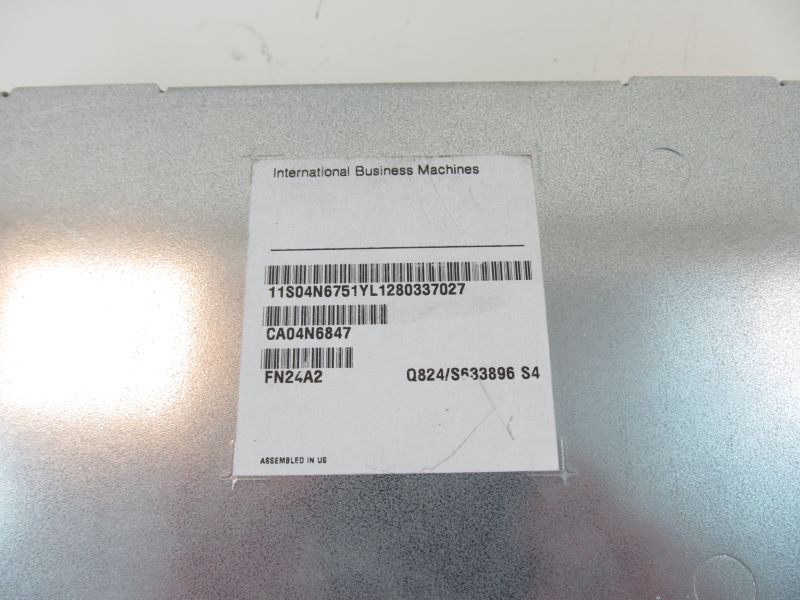 International Business Machines
11S04N6751YL1280337027
CA04N6847
FN24A2 Q824/S633896 S4
ASSEMBLED IN US